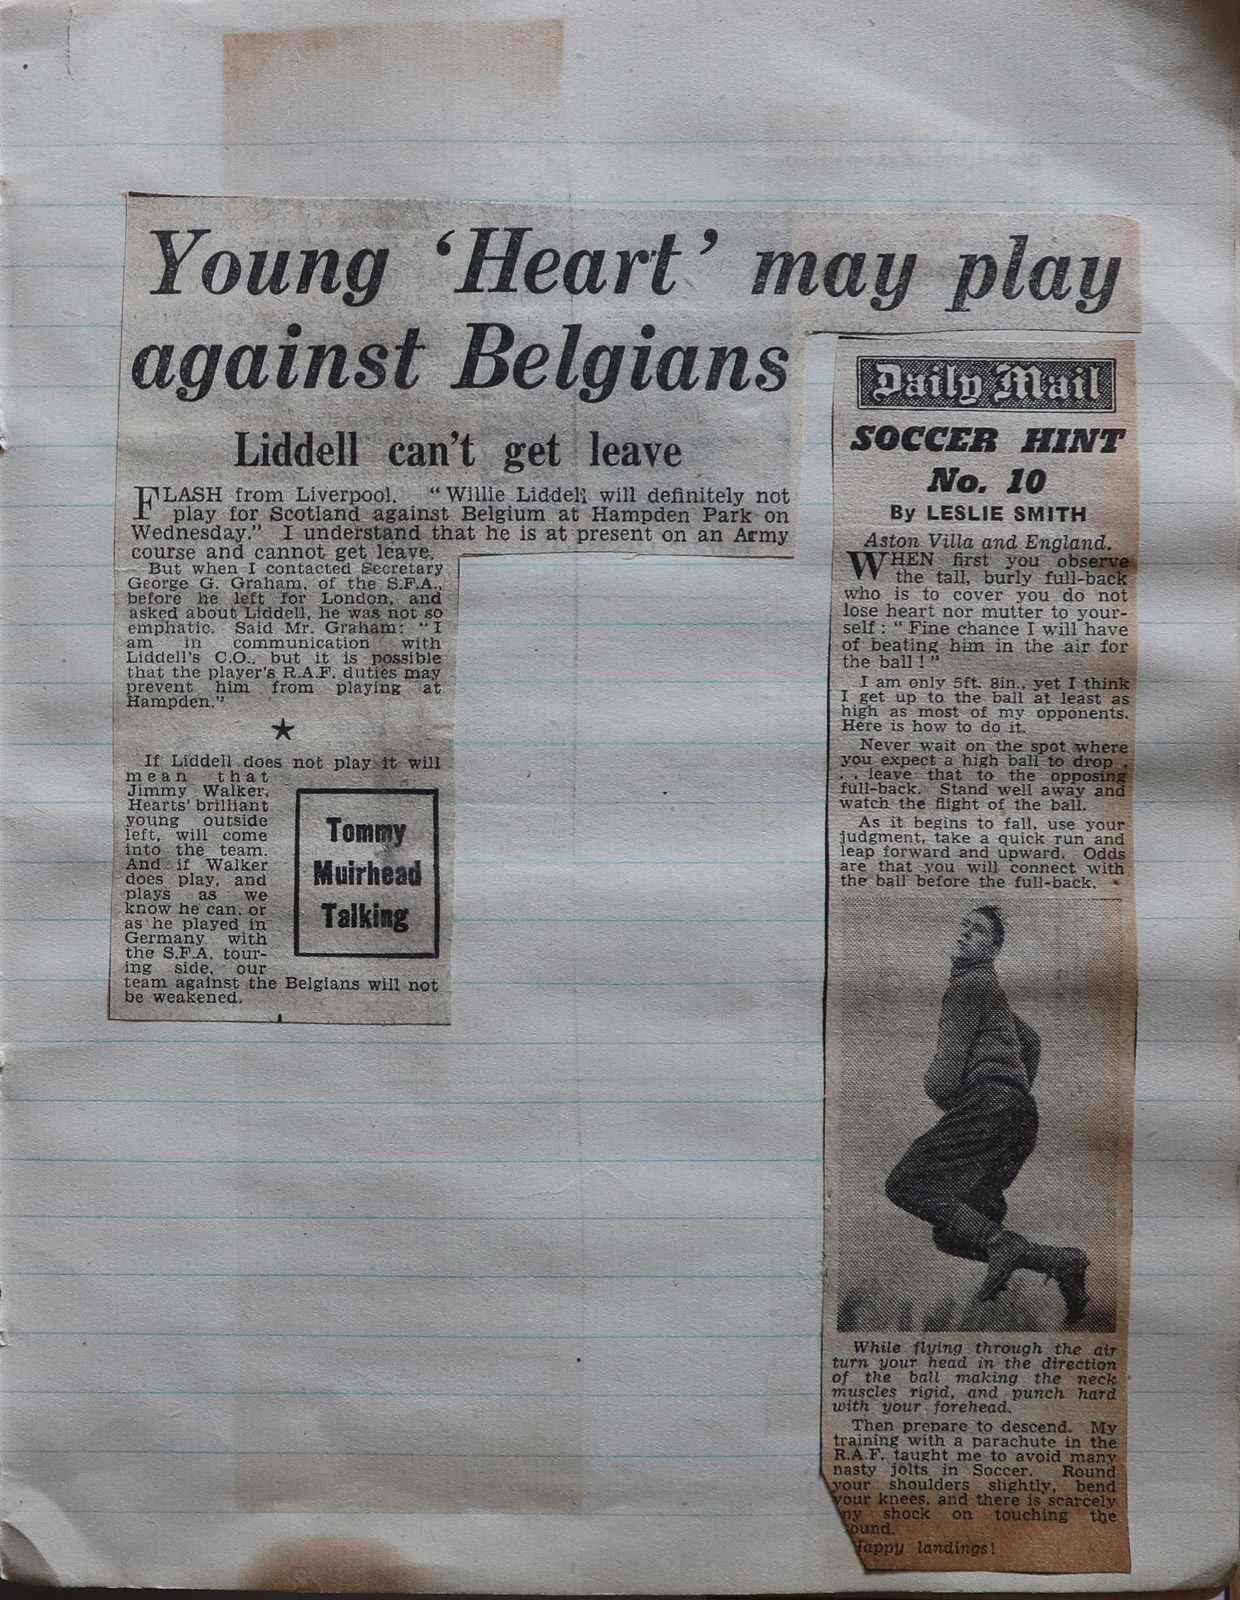 Young ‘Heart’ may play
against Belgians
Liddell can't get leave
FLASH from Liverpool. “Willie Liddell will definitely not
play for Scotland against Belgium at Hampden Park on
Wednesday.” I understand that he is at present on an Army
course and cannot get leave.
But when I contacted Secretary
George G. Graham, of the S.F.A.,
before he left for London, and
asked about Liddell, he was not so
emphatic. Said Mr. Graham: “I
am in communication with
Liddell's C.O., but it is possible
that the player's R.A.F. duties may
prevent him from playing at
Hampden.”
★
If Liddell does not play it will
mean that
Jimmy Walker,
Hearts' brilliant
young outside
left, will come
into the team.
And if Walker
does play, and
plays as we
know he can, or
as he played in
Germany with
the S.F.A. tour-
ing side, our
team against the Belgians will not
be weakened.
Tommy
Muirhead
Talking
Daily Mail
SOCCER HINT
No. 10
By LESLIE SMITH
Aston Villa and England.
WHEN first you observe
the tall, burly full-back
who is to cover you do not
lose heart nor mutter to your-
self: “Fine chance I will have
of beating him in the air for
the ball!”
I am only 5ft. 8in., yet I think
I get up to the ball at least as
high as most of my opponents.
Here is how to do it.
Never wait on the spot where
you expect a high ball to drop .
. . leave that to the opposing
full-back. Stand well away and
watch the flight of the ball.
As it begins to fall, use your
judgment, take a quick run and
leap forward and upward. Odds
are that you will connect with
the ball before the full-back.
While flying through the air
turn your head in the direction
of the ball making the neck
muscles rigid, and punch hard
with your forehead.
Then prepare to descend. My
training with a parachute in the
R.A.F. taught me to avoid many
nasty jolts in Soccer. Round
your shoulders slightly, bend
your knees, and there is scarcely
ny shock on touching the
ound.
Happy landings!